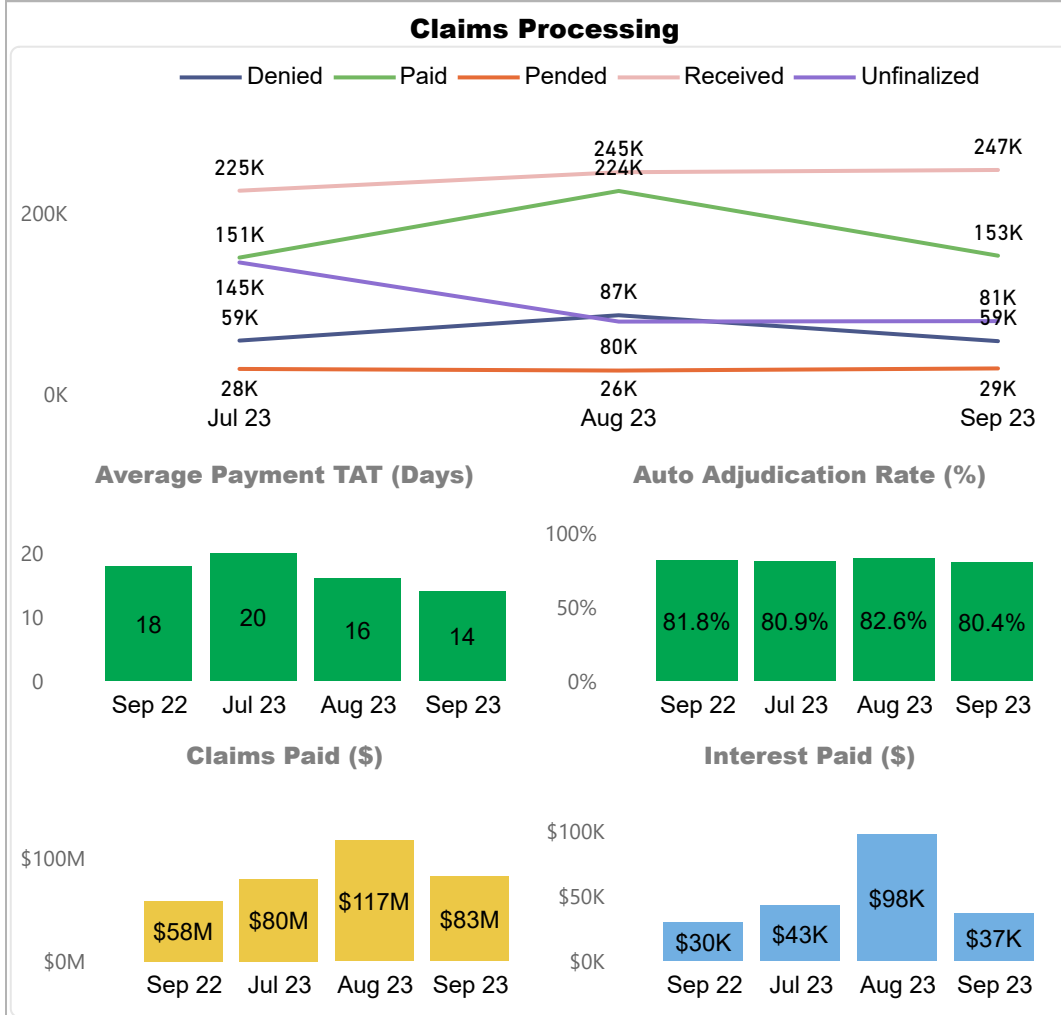 Claims Processing
Denied Paid Pended Received Unfinalized
225K 245K 247K
224K
200K
151K 153K
145K 87K 81K
59K 59K
80K
0K
28K 26K 29K
Jul 23 Aug 23 Sep 23
Average Payment TAT (Days)
20
10
0
18 20 16 14
Sep 22 Jul 23 Aug 23 Sep 23
Auto Adjudication Rate (%)
100%
50%
0%
81.8% 80.9% 82.6% 80.4%
Sep 22 Jul 23 Aug 23 Sep 23
Claims Paid ($)
$100M
$0M
$58M $80M $117M $83M
Sep 22 Jul 23 Aug 23 Sep 23
Interest Paid ($)
$100K
$50K
$0K
$30K $43K $98K $37K
Sep 22 Jul 23 Aug 23 Sep 23